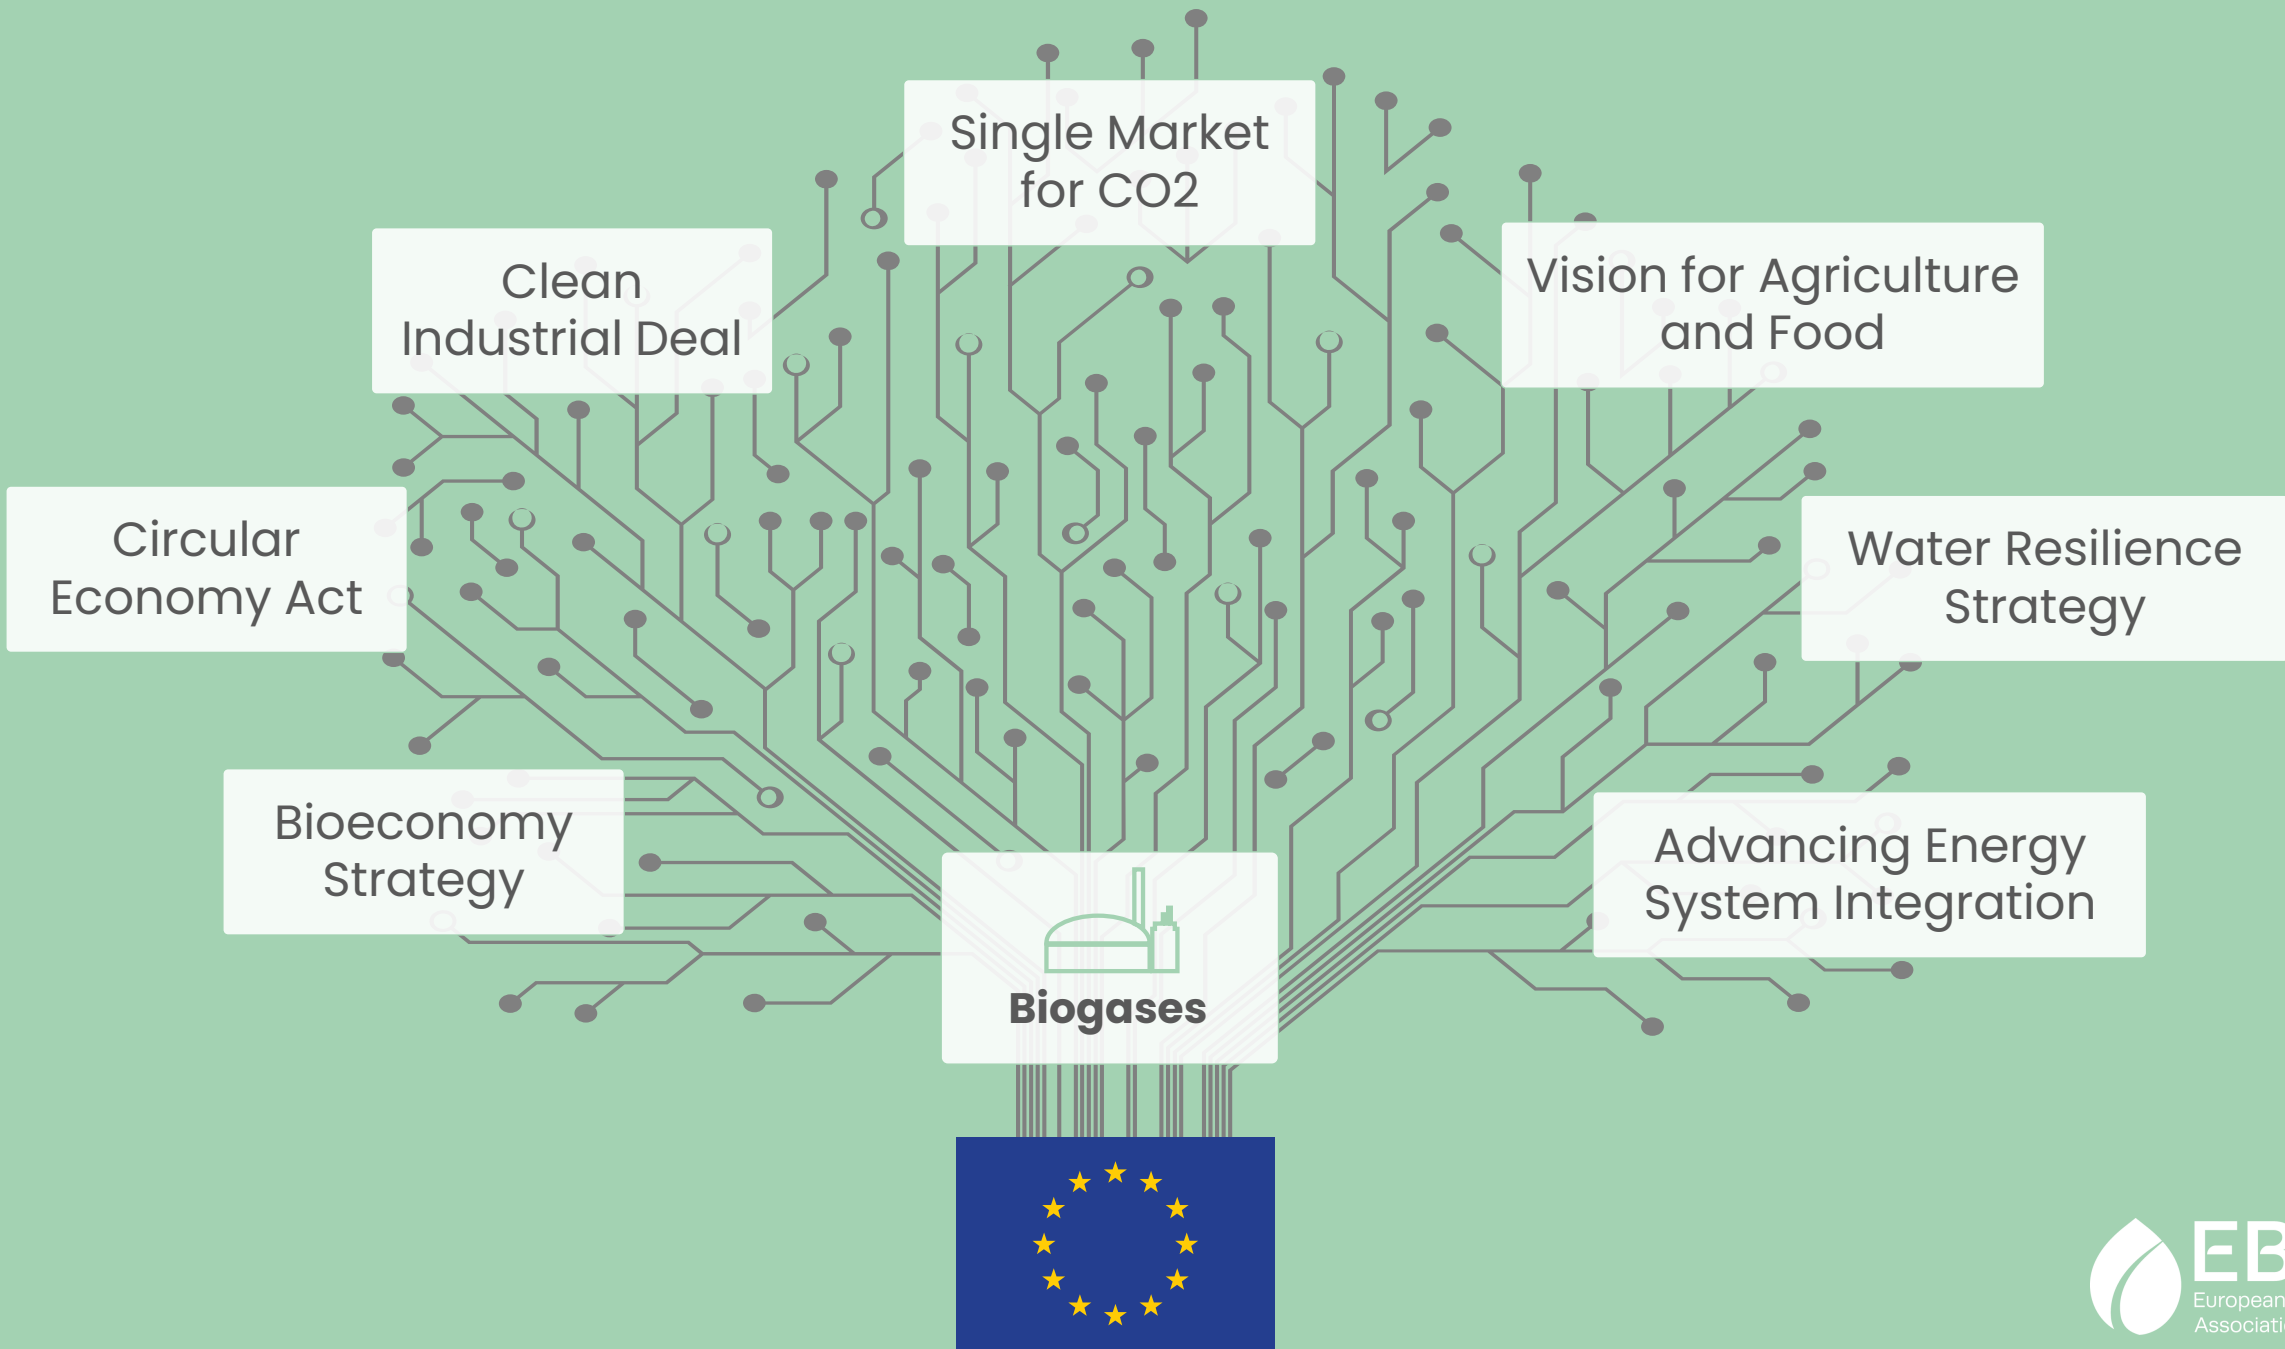 Single Market
for CO2
Clean
Industrial Deal
Vision for Agriculture
and Food
Circular
Economy Act
Water Resilience
Strategy
Bioeconomy
Strategy
Advancing Energy
System Integration
Biogases
European